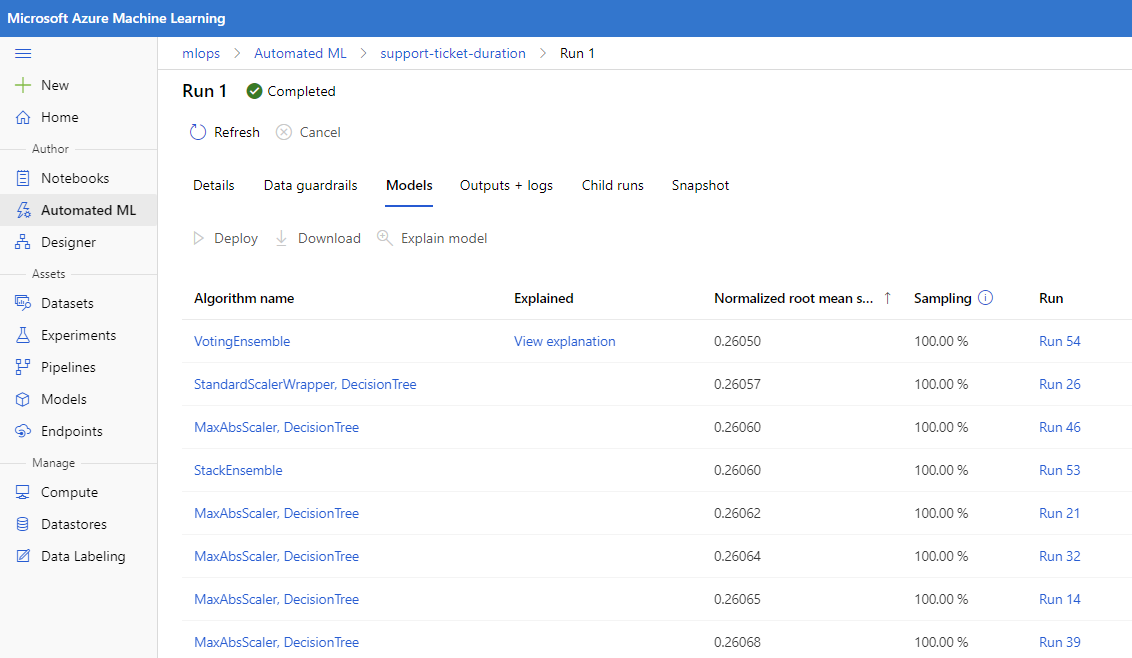 Microsoft Azure Machine Learning
New
Home
Author
Notebooks
Automated ML
Designer
Assets
Datasets
Experiments
Pipelines
Models
Endpoints
Manage
Compute
Datastores
Data Labeling
mlops > Automated ML > support-ticket-duration > Run 1
Run 1 Completed
Refresh Cancel
Details Data guardrails Models Outputs + logs Child runs Snapshot
Deploy Download Explain model
Algorithm name Explained Normalized root mean s... ↑ Sampling Run
VotingEnsemble View explanation 0.26050 100.00 % Run 54
StandardScalerWrapper, DecisionTree 0.26057 100.00 % Run 26
MaxAbsScaler, DecisionTree 0.26060 100.00 % Run 46
StackEnsemble 0.26060 100.00 % Run 53
MaxAbsScaler, DecisionTree 0.26062 100.00 % Run 21
MaxAbsScaler, DecisionTree 0.26064 100.00 % Run 32
MaxAbsScaler, DecisionTree 0.26065 100.00 % Run 14
MaxAbsScaler, DecisionTree 0.26068 100.00 % Run 39